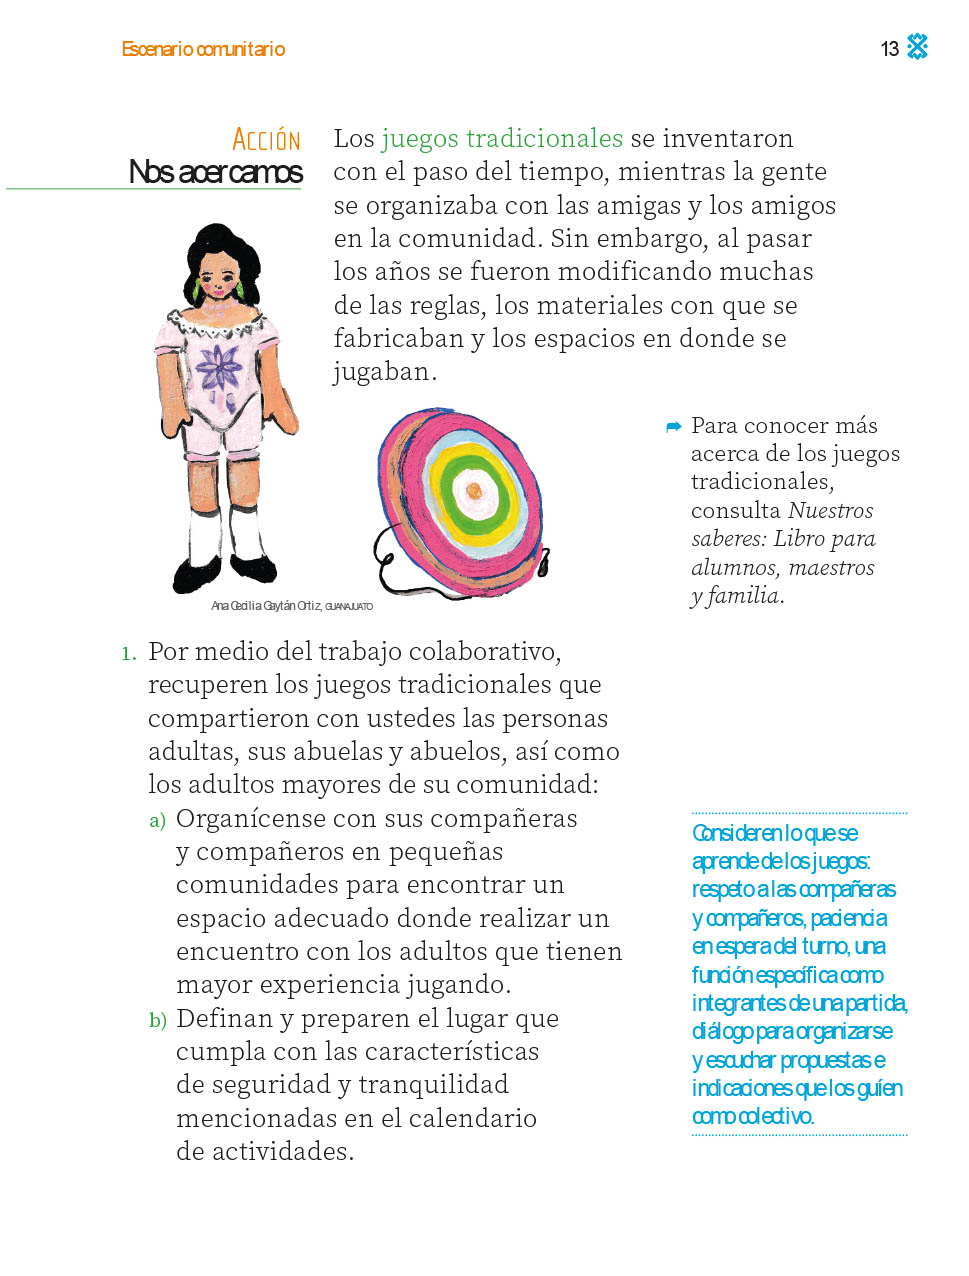 Escenario comunitario
13
Acción
Nos acercamos
Los juegos tradicionales se inventaron
con el paso del tiempo, mientras la gente
se organizaba con las amigas y los amigos
en la comunidad. Sin embargo, al pasar
los años se fueron modificando muchas
de las reglas, los materiales con que se
fabricaban y los espacios en donde se
jugaban.
➦ Para conocer más
acerca de los juegos
tradicionales,
consulta Nuestros
saberes: Libro para
alumnos, maestros
y familia.
Ana Cecilia Gaytán Ortiz, GUANAJUATO
1. Por medio del trabajo colaborativo,
recuperen los juegos tradicionales que
compartieron con ustedes las personas
adultas, sus abuelas y abuelos, así como
los adultos mayores de su comunidad:
a) Organícense con sus compañeras
y compañeros en pequeñas
comunidades para encontrar un
espacio adecuado donde realizar un
encuentro con los adultos que tienen
mayor experiencia jugando.
b) Definan y preparen el lugar que
cumpla con las características
de seguridad y tranquilidad
mencionadas en el calendario
de actividades.
Consideren lo que se
aprende de los juegos:
respeto a las compañeras
y compañeros, paciencia
en espera del turno, una
función específica como
integrantes de una partida,
diálogo para organizarse
y escuchar propuestas e
indicaciones que los guíen
como colectivo.